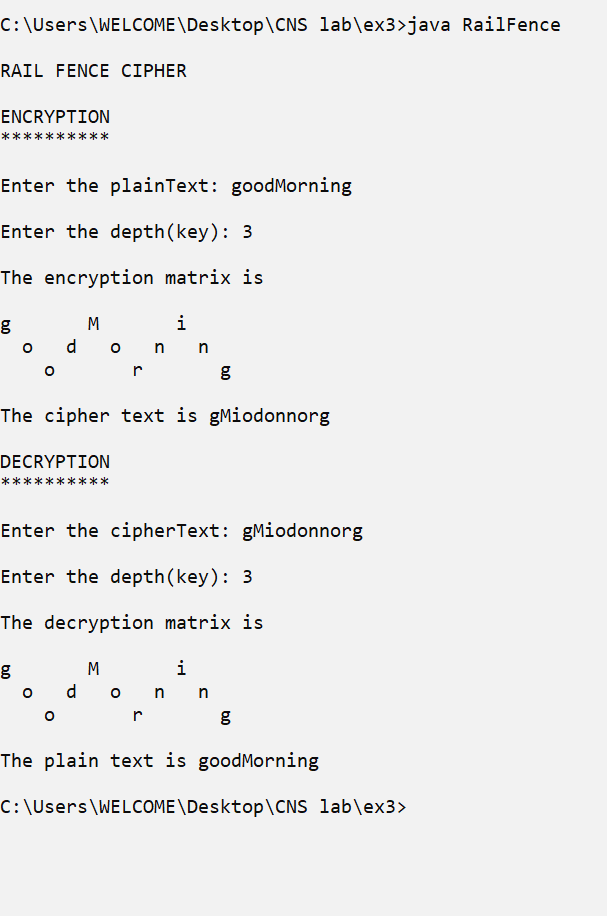 C:\Users\WELCOME\Desktop\CNS lab\ex3>java RailFence
RAIL FENCE CIPHER
ENCRYPTION
**********
Enter the plainText: goodMorning
Enter the depth(key): 3
The encryption matrix is
g       M       i
  o   d   o   n   n
    o       r       g
The cipher text is gMiodonnorg
DECRYPTION
**********
Enter the cipherText: gMiodonnorg
Enter the depth(key): 3
The decryption matrix is
g       M       i
  o   d   o   n   n
    o       r       g
The plain text is goodMorning
C:\Users\WELCOME\Desktop\CNS lab\ex3>